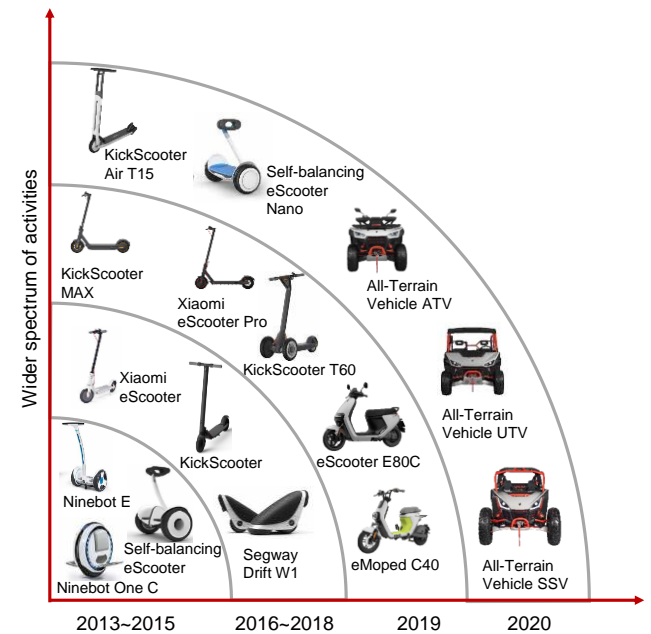 Wider spectrum of activities
KickScooter
Air T15
Self-balancing
eScooter
Nano
KickScooter
MAX
Xiaomi
eScooter Pro
All-Terrain
Vehicle ATV
KickScooter T60
Xiaomi
eScooter
KickScooter
eScooter E80C
All-Terrain
Vehicle UTV
Ninebot E
Self-balancing
eScooter
Ninebot One C
Segway
Drift W1
eMoped C40
All-Terrain
Vehicle SSV
2013~2015
2016~2018
2019
2020